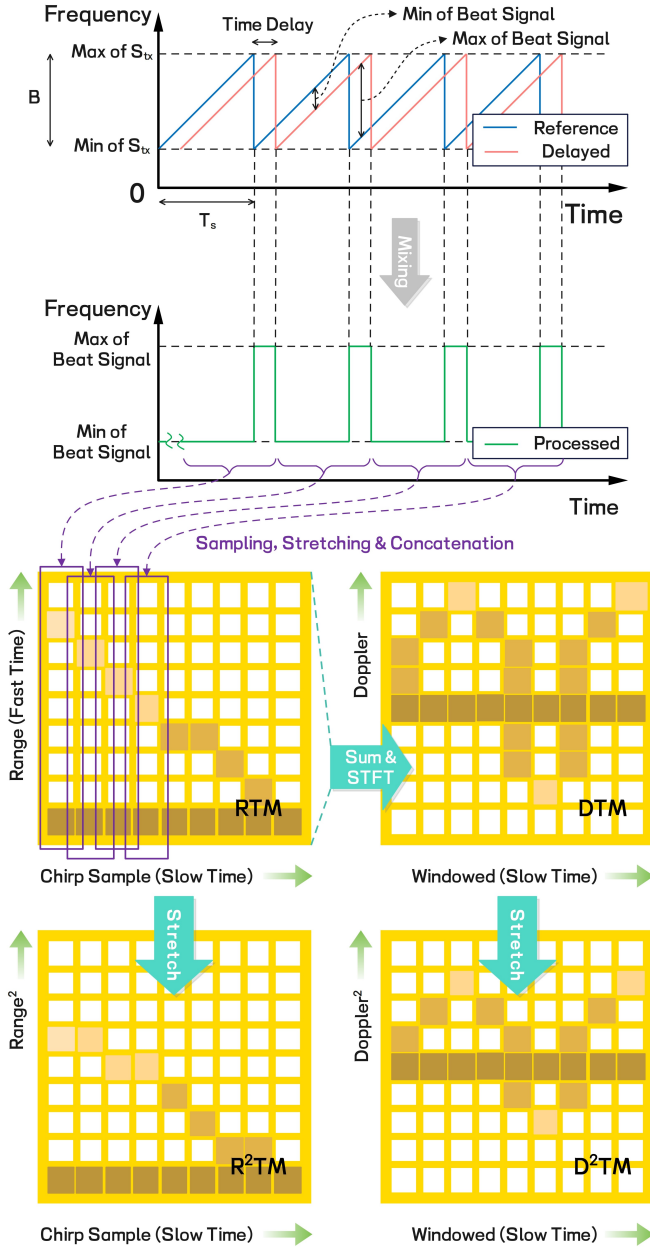 Frequency
Time Delay
Min of Beat Signal
Max of Beat Signal
Max of Stx
B
Min of Stx
Reference
Delayed
0
Ts
Time
Mixing
Frequency
Max of
Beat Signal
Min of
Beat Signal
Processed
Time
Sampling, Stretching & Concatenation
Range (Fast Time)
RTM
Chirp Sample (Slow Time)
Sum &
STFT
Doppler
DTM
Windowed (Slow Time)
Stretch
Stretch
Range²
R²TM
Chirp Sample (Slow Time)
Doppler²
D²TM
Windowed (Slow Time)